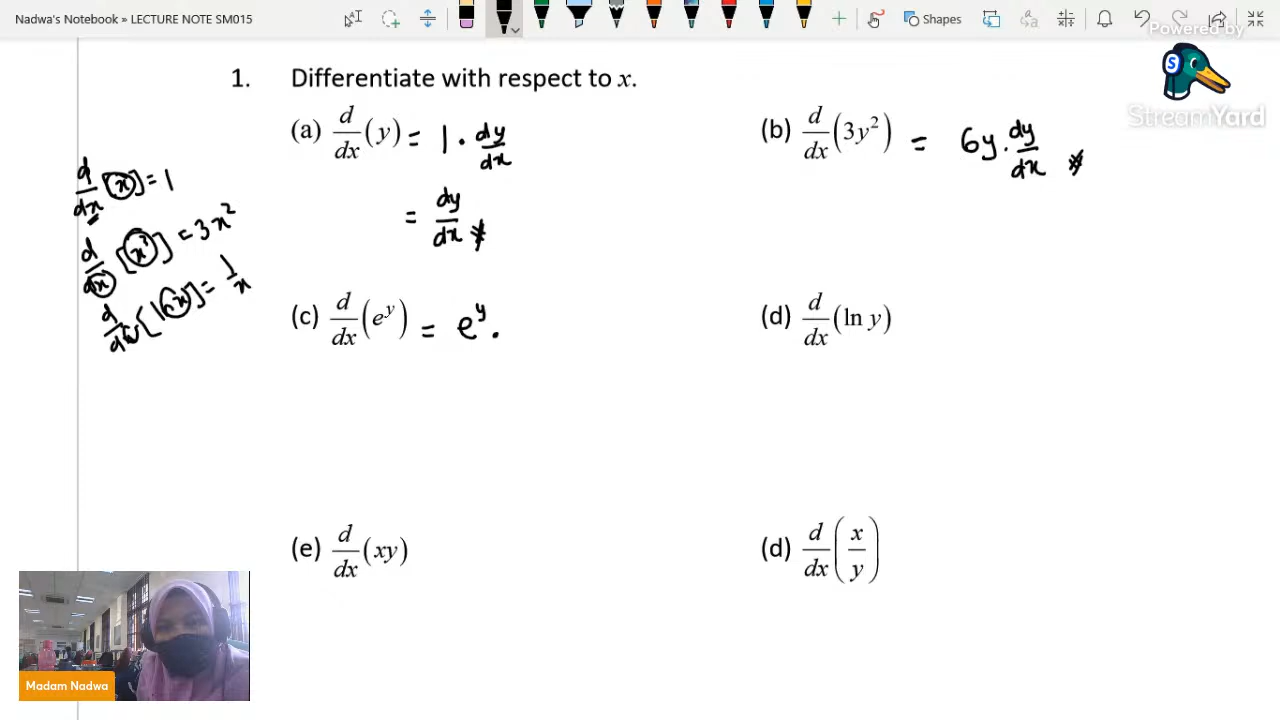 Nadwa's Notebook » LECTURE NOTE SM015
Shapes
Powered by
StreamYard
1. Differentiate with respect to x.
(a) d/dx (y) = 1 · dy/dx
= dy/dx
(b) d/dx (3y²) = 6y · dy/dx
d/dx [x] = 1
d/dx [x³] = 3x²
d/dx [ln x] = 1/x
(c) d/dx (e^y) = e^y ·
(d) d/dx (ln y)
(e) d/dx (xy)
(d) d/dx (x/y)
Madam Nadwa